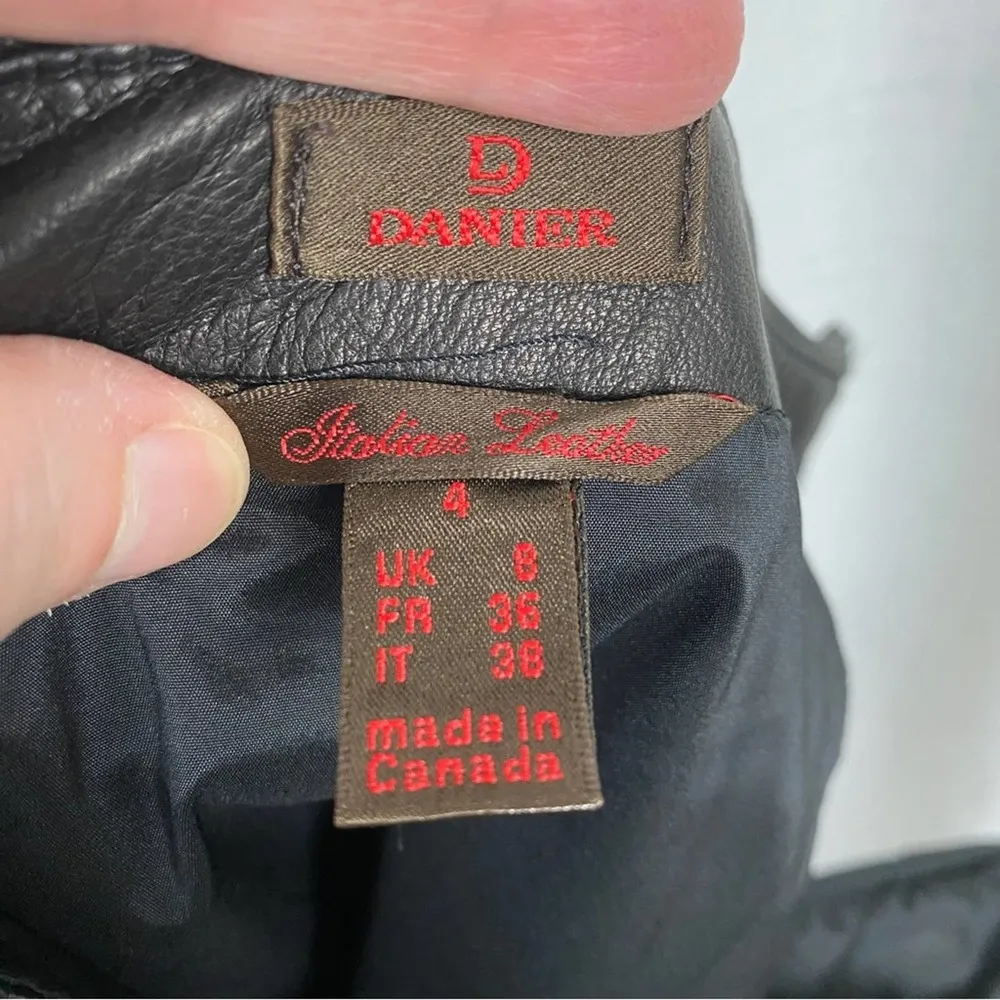 D
DANIER
Italian Leather
4
UK 8
FR 36
IT 38
made in
Canada